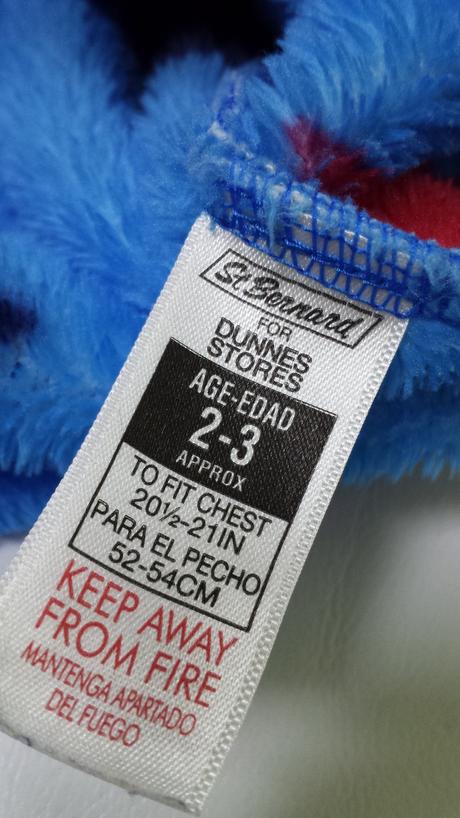 St Bernard
FOR
DUNNES
STORES
AGE-EDAD
2-3
APPROX
TO FIT CHEST
20½-21IN
PARA EL PECHO
52-54CM
KEEP AWAY
FROM FIRE
MANTENGA APARTADO
DEL FUEGO